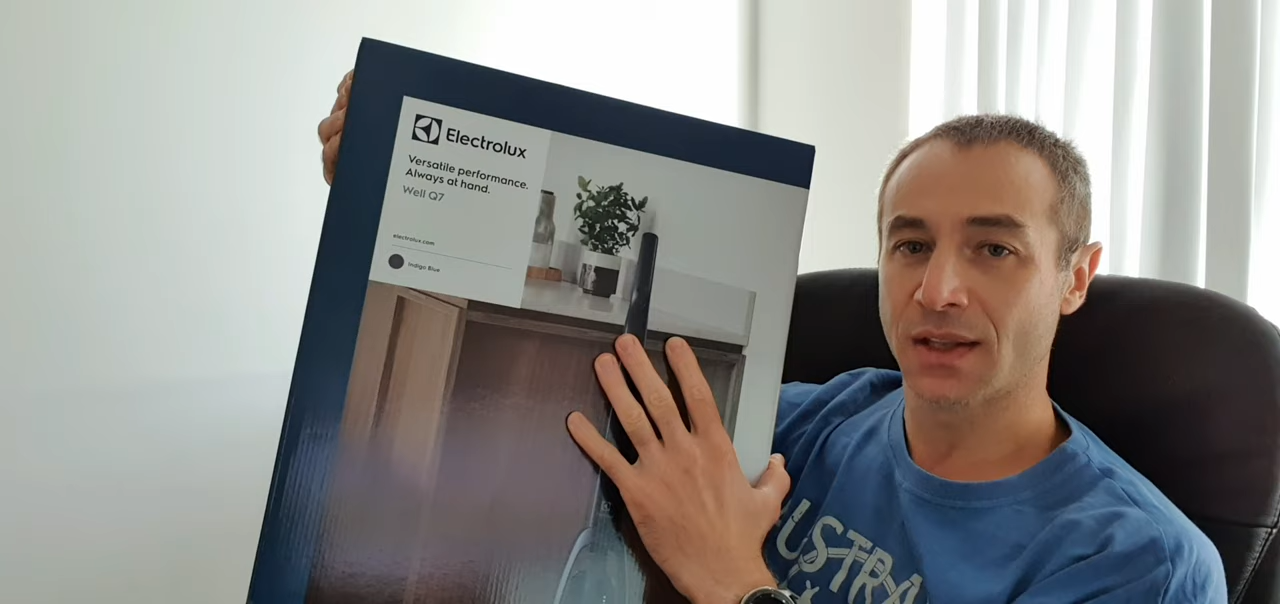 Electrolux
Versatile performance.
Always at hand.
Well Q7
electrolux.com
Indigo Blue
USTRA